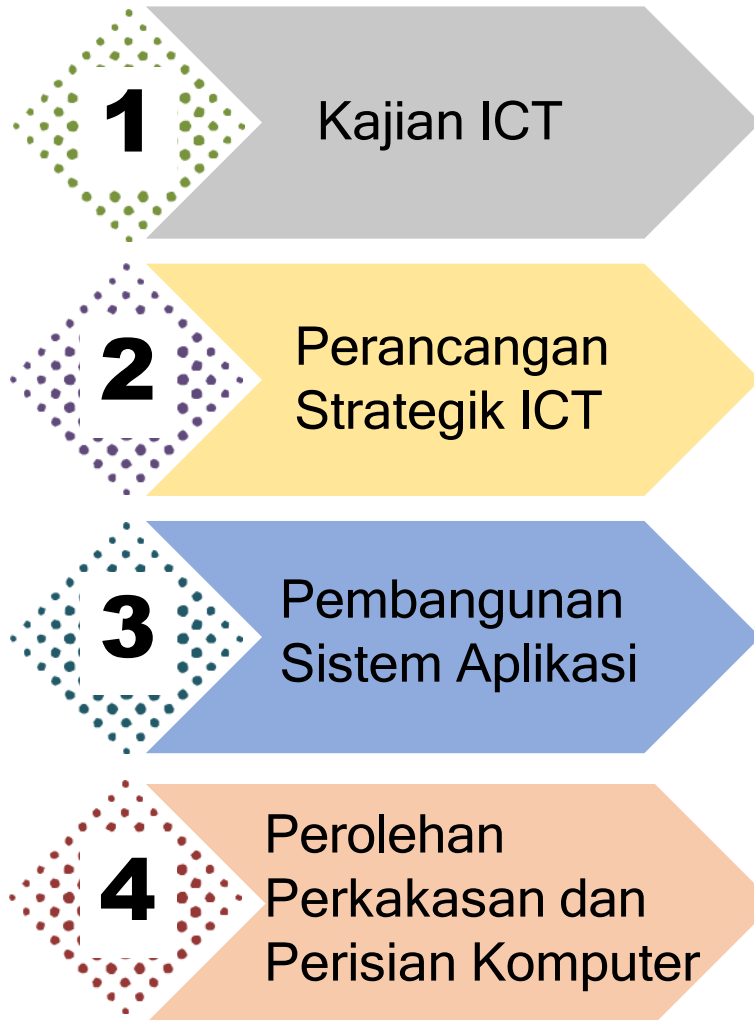 1
Kajian ICT
2
Perancangan
Strategik ICT
3
Pembangunan
Sistem Aplikasi
4
Perolehan
Perkakasan dan
Perisian Komputer